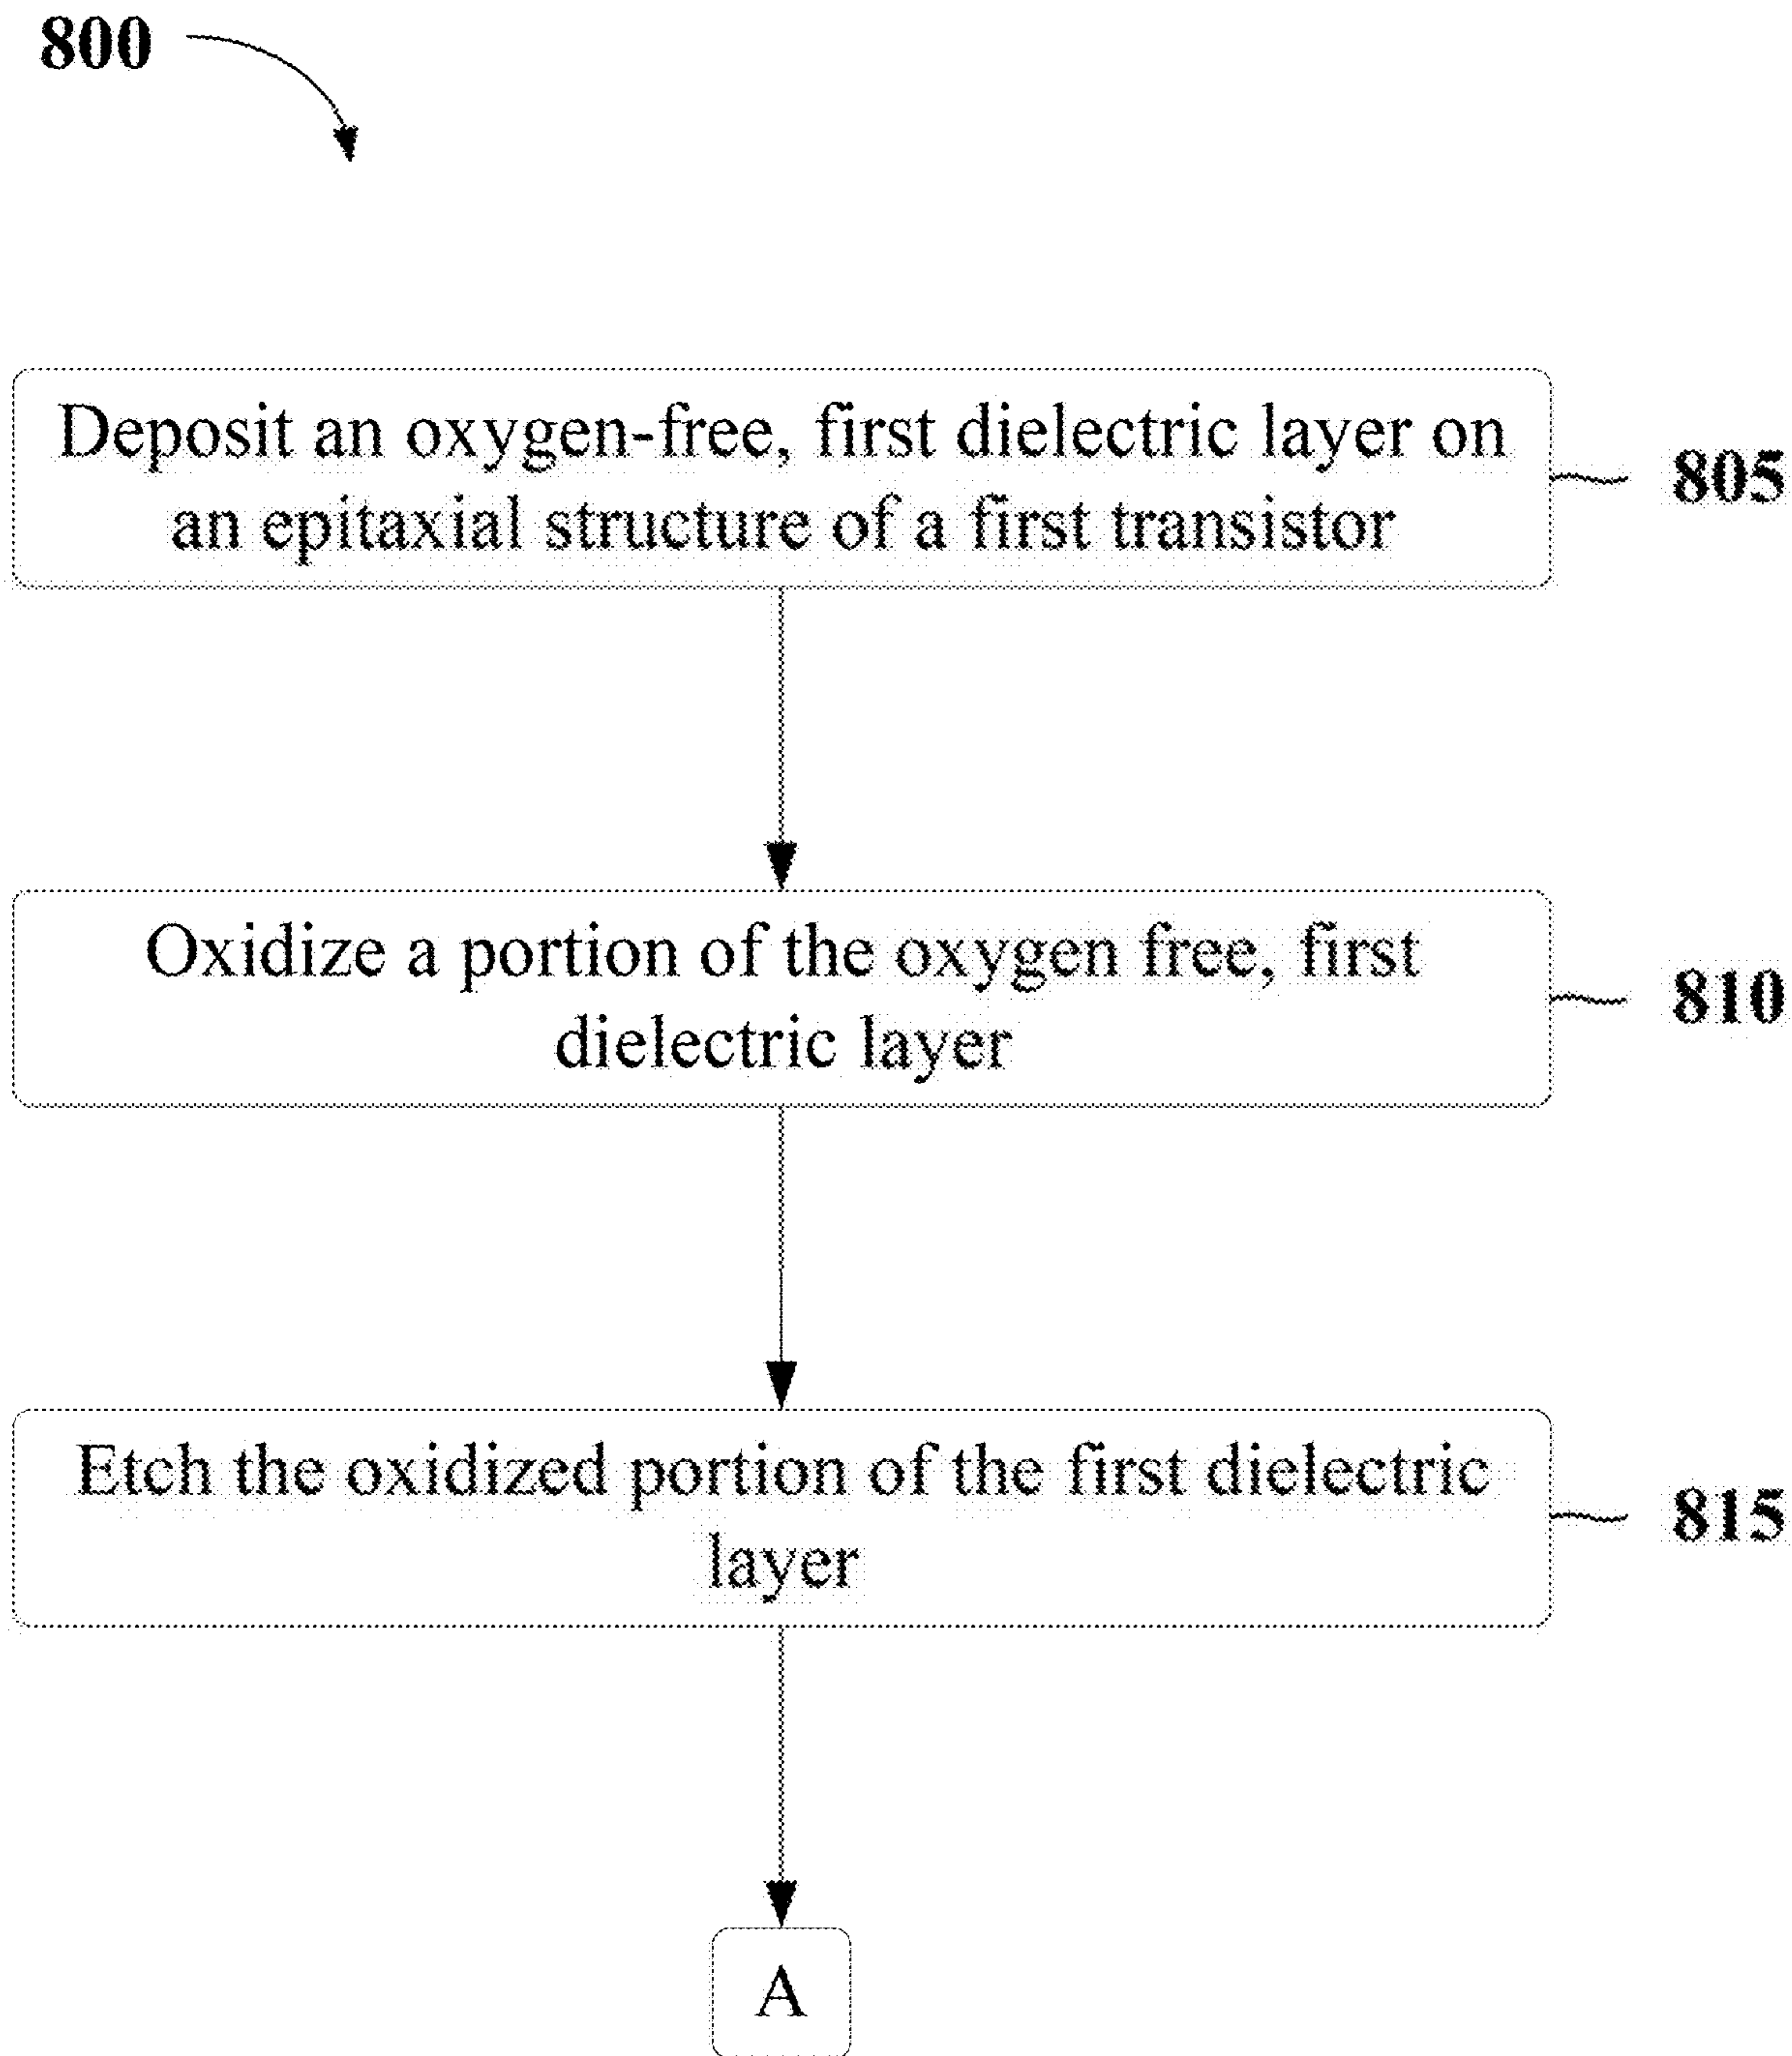 800
Deposit an oxygen-free, first dielectric layer on
an epitaxial structure of a first transistor
805
Oxidize a portion of the oxygen free, first
dielectric layer
810
Etch the oxidized portion of the first dielectric
layer
815
A